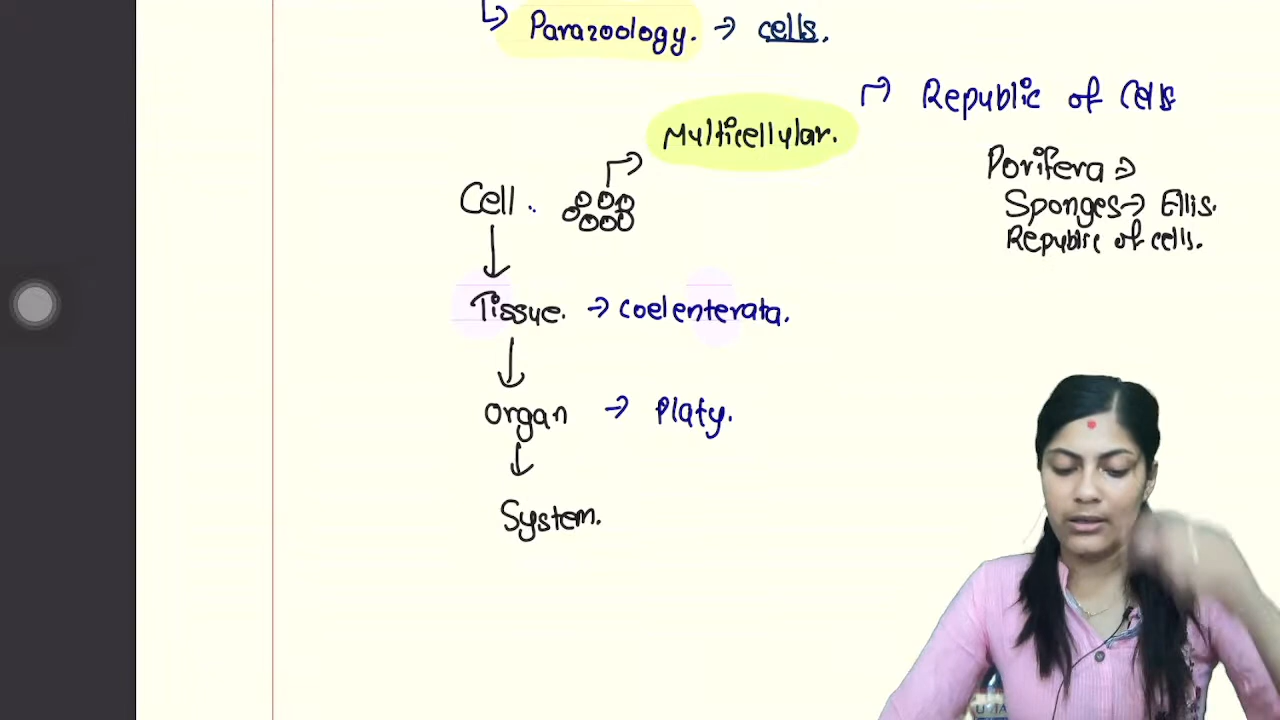 ↳ Parazoology. → cells.
Multicellular. → Republic of Cells
Porifera ⇒
Sponges → Ellis.
Republic of cells.
Cell.
Tissue. → Coelenterata.
Organ → Platy.
System.